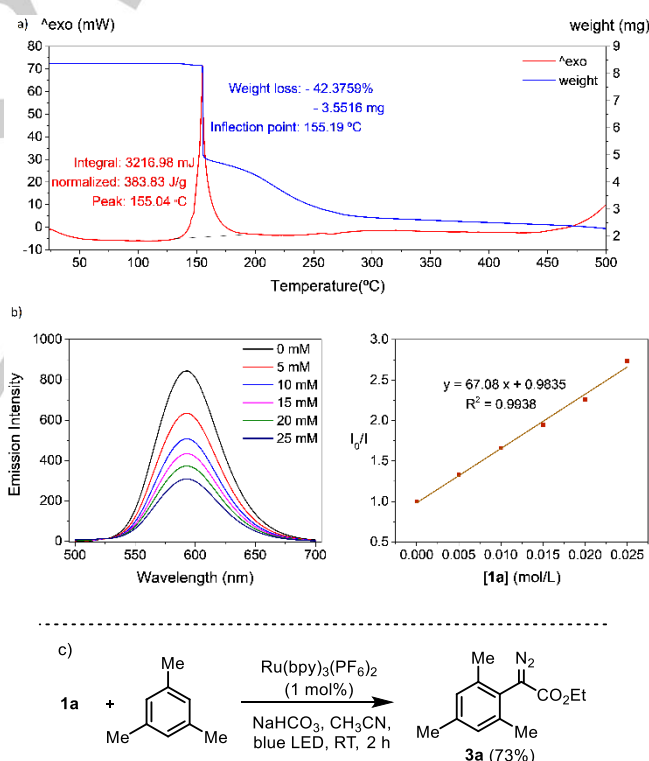 a) ^exo (mW) weight (mg)
80 9
70 8
60 7
50 6
40 5
30 4
20 3
10 2
0
-10
^exo
weight
Weight loss: - 42.3759%
- 3.5516 mg
Inflection point: 155.19 ºC
Integral: 3216.98 mJ
normalized: 383.83 J/g
Peak: 155.04 ºC
50 100 150 200 250 300 350 400 450 500
Temperature(ºC)
b)
1000
800
600
400
200
0
0 mM
5 mM
10 mM
15 mM
20 mM
25 mM
500 550 600 650 700
Wavelength (nm)
Emission Intensity
3.0
2.5
2.0
1.5
1.0
0.5
I0/I
y = 67.08 x + 0.9835
R² = 0.9938
0.000 0.005 0.010 0.015 0.020 0.025
[1a] (mol/L)
c)
1a + Me Me Me
Ru(bpy)3(PF6)2
(1 mol%)
NaHCO3, CH3CN,
blue LED, RT, 2 h
Me N2
CO2Et
Me Me
3a (73%)